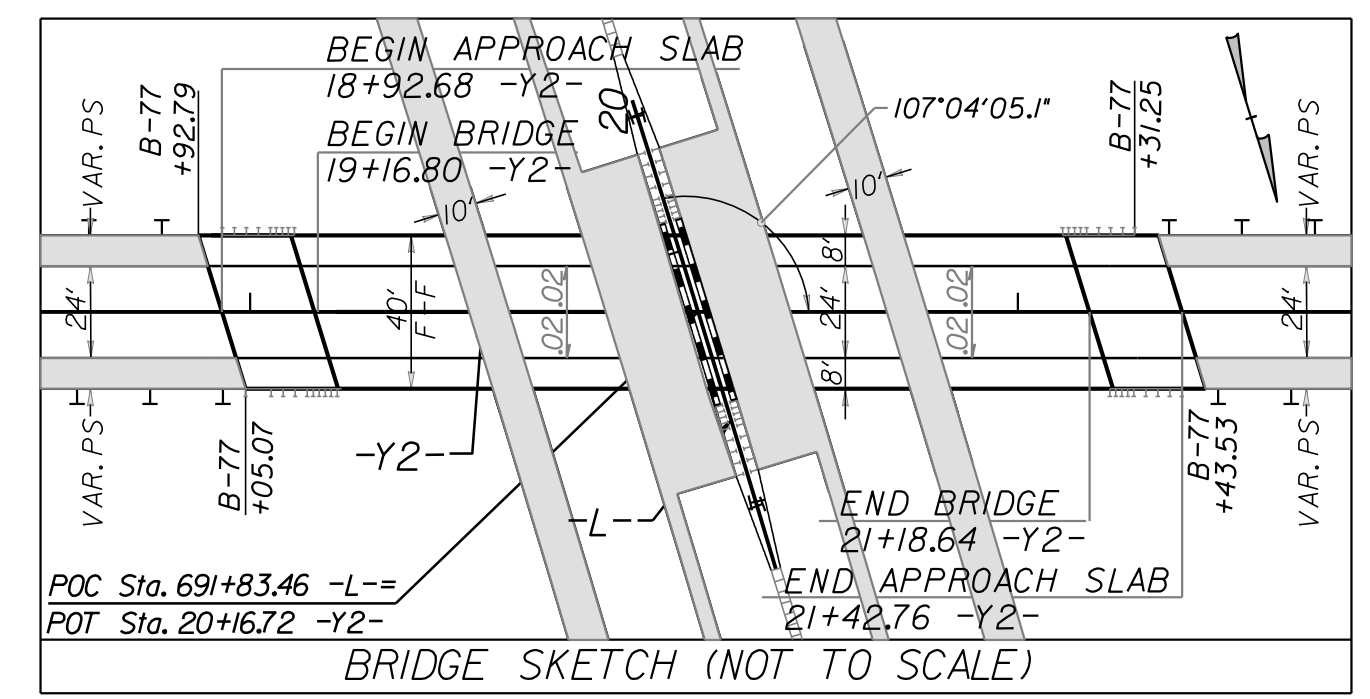 BEGIN APPROACH SLAB
18+92.68 -Y2-
BEGIN BRIDGE
19+16.80 -Y2-
VAR. PS
B-77
+92.79
20
107°04'05.1"
B-77
+31.25
VAR. PS
10'
10'
24'
40'
F-F
.02 .02
8'
24'
8'
.02 .02
24'
VAR. PS
B-77
+05.07
-Y2-
-L-
B-77
+43.53
VAR. PS
END BRIDGE
21+18.64 -Y2-
END APPROACH SLAB
21+42.76 -Y2-
POC Sta. 691+83.46 -L-=
POT Sta. 20+16.72 -Y2-
BRIDGE SKETCH (NOT TO SCALE)